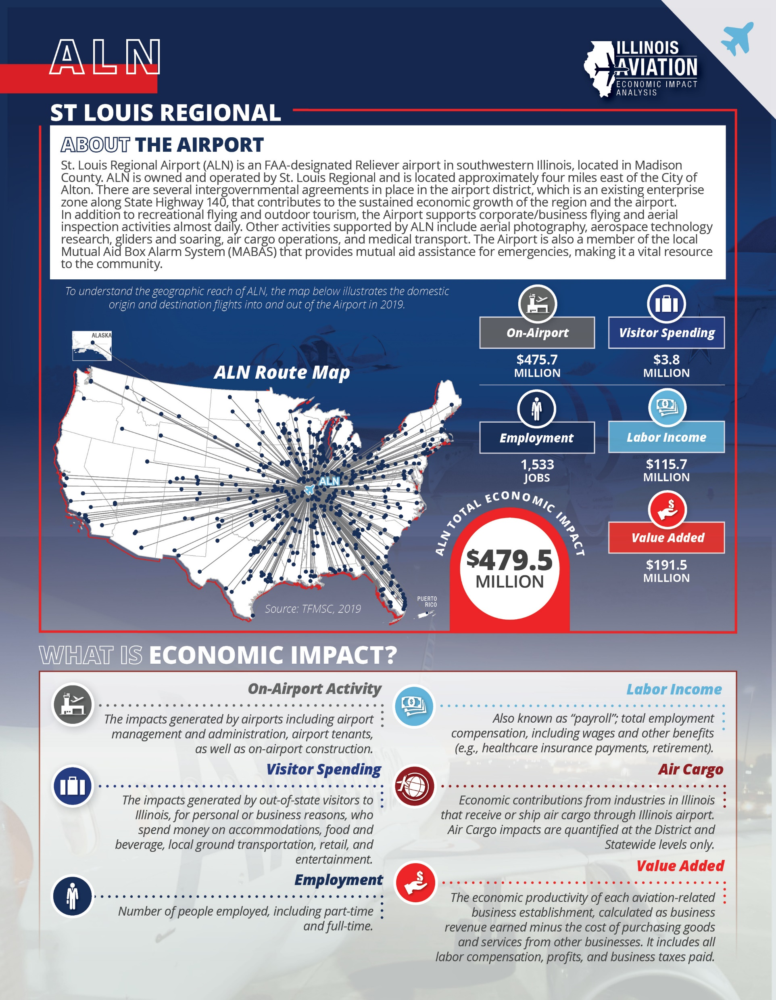 ALN
ILLINOIS
AVIATION
ECONOMIC IMPACT
ANALYSIS
ST LOUIS REGIONAL
ABOUT THE AIRPORT
St. Louis Regional Airport (ALN) is an FAA-designated Reliever airport in southwestern Illinois, located in Madison
County. ALN is owned and operated by St. Louis Regional and is located approximately four miles east of the City of
Alton. There are several intergovernmental agreements in place in the airport district, which is an existing enterprise
zone along State Highway 140, that contributes to the sustained economic growth of the region and the airport.
In addition to recreational flying and outdoor tourism, the Airport supports corporate/business flying and aerial
inspection activities almost daily. Other activities supported by ALN include aerial photography, aerospace technology
research, gliders and soaring, air cargo operations, and medical transport. The Airport is also a member of the local
Mutual Aid Box Alarm System (MABAS) that provides mutual aid assistance for emergencies, making it a vital resource
to the community.
To understand the geographic reach of ALN, the map below illustrates the domestic
origin and destination flights into and out of the Airport in 2019.
ALASKA
ALN Route Map
ALN
PUERTO
RICO
Source: TFMSC, 2019
On-Airport
$475.7
MILLION
Visitor Spending
$3.8
MILLION
Employment
1,533
JOBS
Labor Income
$115.7
MILLION
ALN TOTAL ECONOMIC IMPACT
$479.5
MILLION
Value Added
$191.5
MILLION
WHAT IS ECONOMIC IMPACT?
On-Airport Activity
The impacts generated by airports including airport
management and administration, airport tenants,
as well as on-airport construction.
Visitor Spending
The impacts generated by out-of-state visitors to
Illinois, for personal or business reasons, who
spend money on accommodations, food and
beverage, local ground transportation, retail, and
entertainment.
Employment
Number of people employed, including part-time
and full-time.
Labor Income
Also known as “payroll”; total employment
compensation, including wages and other benefits
(e.g., healthcare insurance payments, retirement).
Air Cargo
Economic contributions from industries in Illinois
that receive or ship air cargo through Illinois airport.
Air Cargo impacts are quantified at the District and
Statewide levels only.
Value Added
The economic productivity of each aviation-related
business establishment, calculated as business
revenue earned minus the cost of purchasing goods
and services from other businesses. It includes all
labor compensation, profits, and business taxes paid.